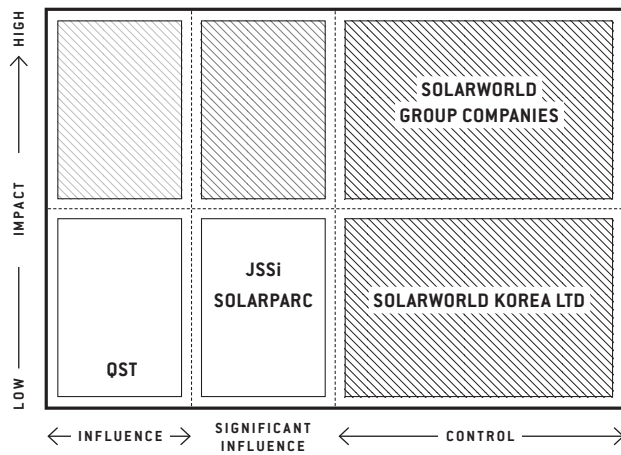 HIGH
IMPACT
LOW
SOLARWORLD
GROUP COMPANIES
QST
JSSi
SOLARPARC
SOLARWORLD KOREA LTD
INFLUENCE
SIGNIFICANT
INFLUENCE
CONTROL